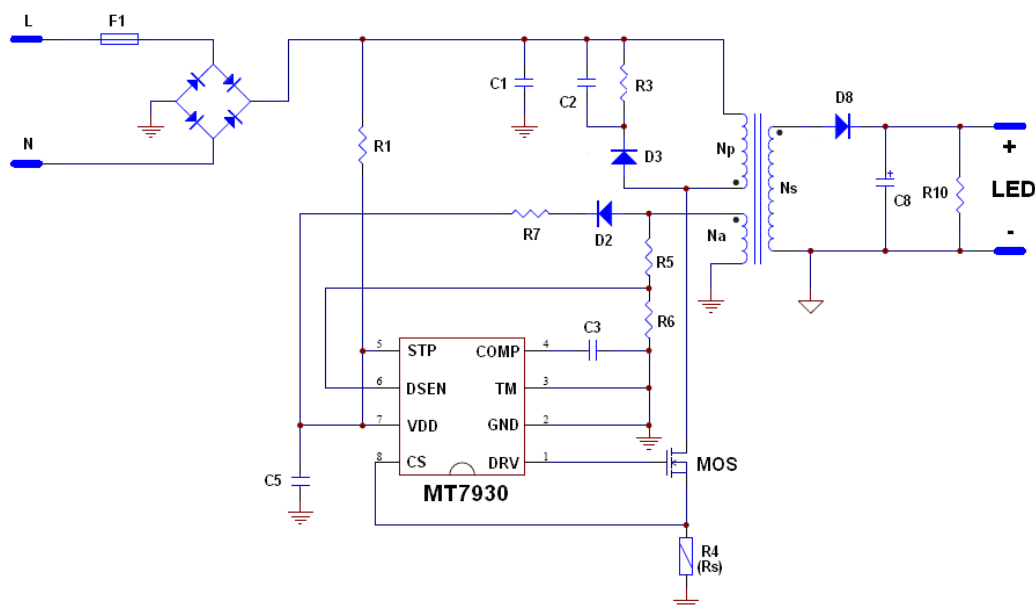 L
F1
N
R1
C1
C2
R3
D3
Np
Ns
D8
C8
+
R10
+
LED
-
R7
D2
Na
R5
R6
C3
5 STP COMP 4
6 DSEN TM 3
7 VDD GND 2
8 CS DRV 1
MT7930
C5
MOS
R4
(Rs)